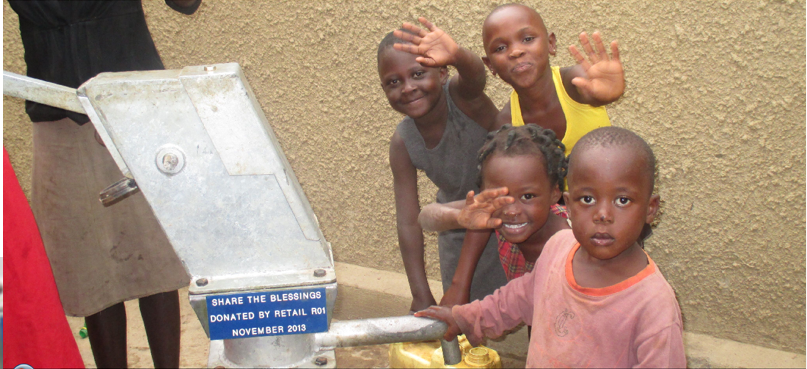 SHARE THE BLESSINGS
DONATED BY RETAIL R01
NOVEMBER 2013